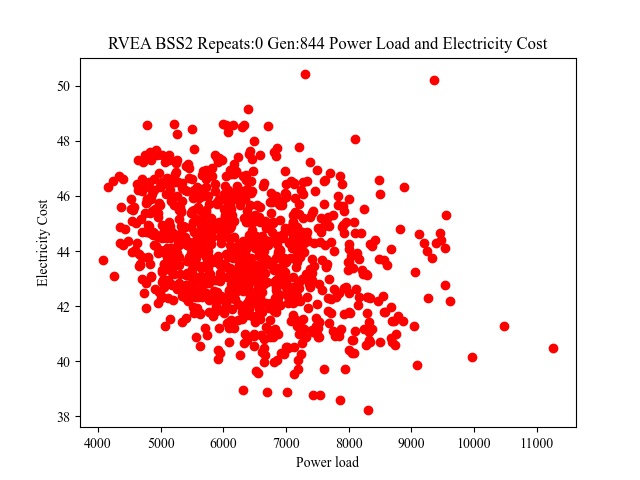 RVEA BSS2 Repeats:0 Gen:844 Power Load and Electricity Cost
50
48
46
44
42
40
38
Electricity Cost
4000 5000 6000 7000 8000 9000 10000 11000
Power load